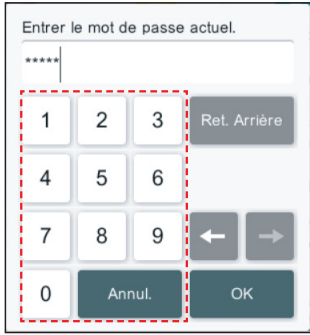 Entrer le mot de passe actuel.
*****
1 2 3 Ret. Arrière
4 5 6
7 8 9 ← →
0 Annul. OK